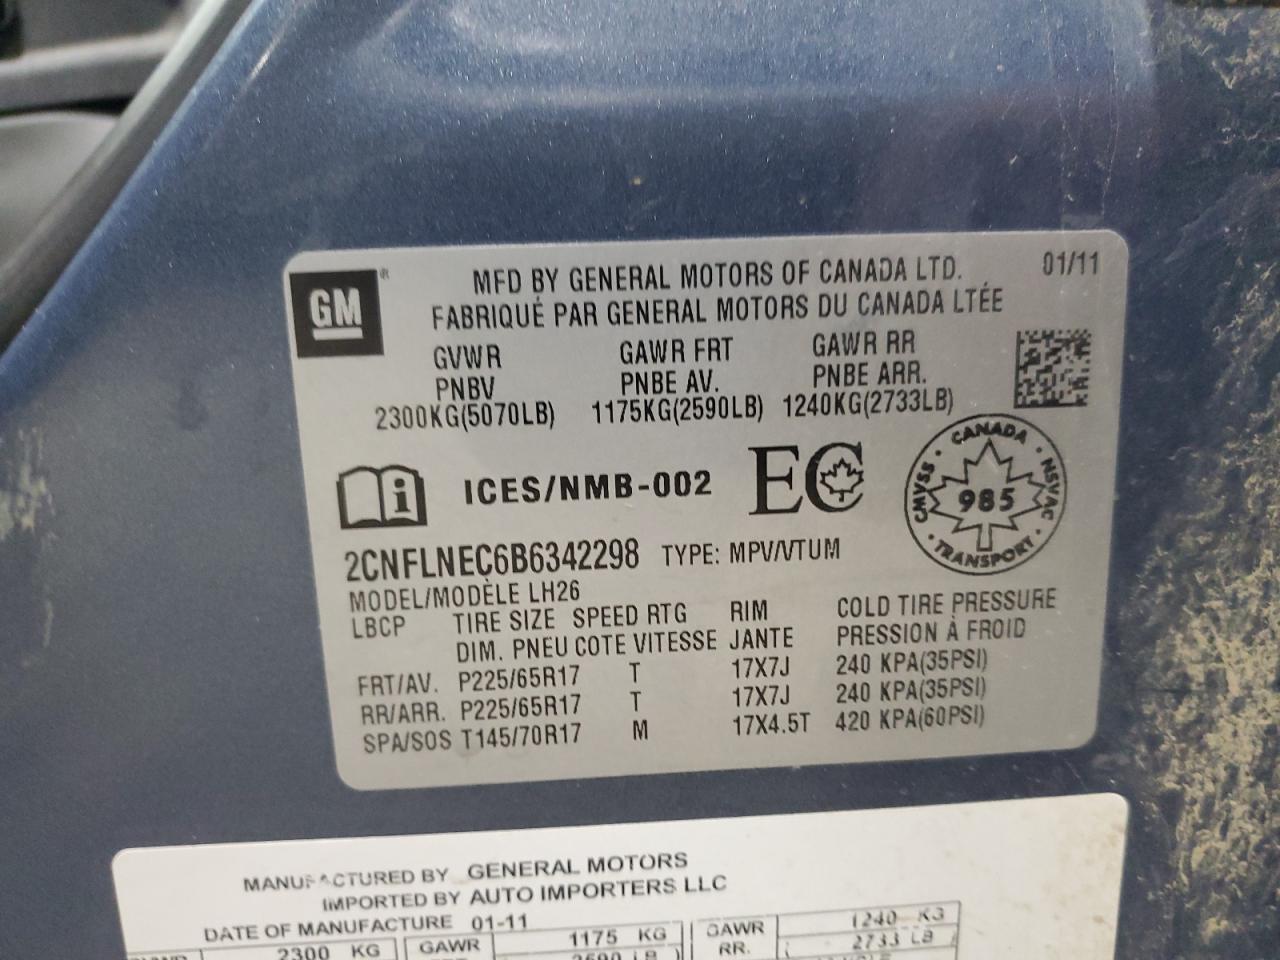 GM ®
MFD BY GENERAL MOTORS OF CANADA LTD. 01/11
FABRIQUÉ PAR GENERAL MOTORS DU CANADA LTÉE
GVWR GAWR FRT GAWR RR
PNBV PNBE AV. PNBE ARR.
2300KG(5070LB) 1175KG(2590LB) 1240KG(2733LB)
i ICES/NMB-002 EC
CANADA
CMVSS 985 NSVAC
TRANSPORT
2CNFLNEC6B6342298 TYPE: MPV/VTUM
MODEL/MODÈLE LH26
LBCP TIRE SIZE SPEED RTG RIM COLD TIRE PRESSURE
DIM. PNEU COTE VITESSE JANTE PRESSION À FROID
FRT/AV. P225/65R17 T 17X7J 240 KPA(35PSI)
RR/ARR. P225/65R17 T 17X7J 240 KPA(35PSI)
SPA/SOS T145/70R17 M 17X4.5T 420 KPA(60PSI)
MANUFACTURED BY GENERAL MOTORS
IMPORTED BY AUTO IMPORTERS LLC
DATE OF MANUFACTURE 01-11
2300 KG GAWR 1175 KG GAWR 1240 KG
2590 LB RR. 2733 LB